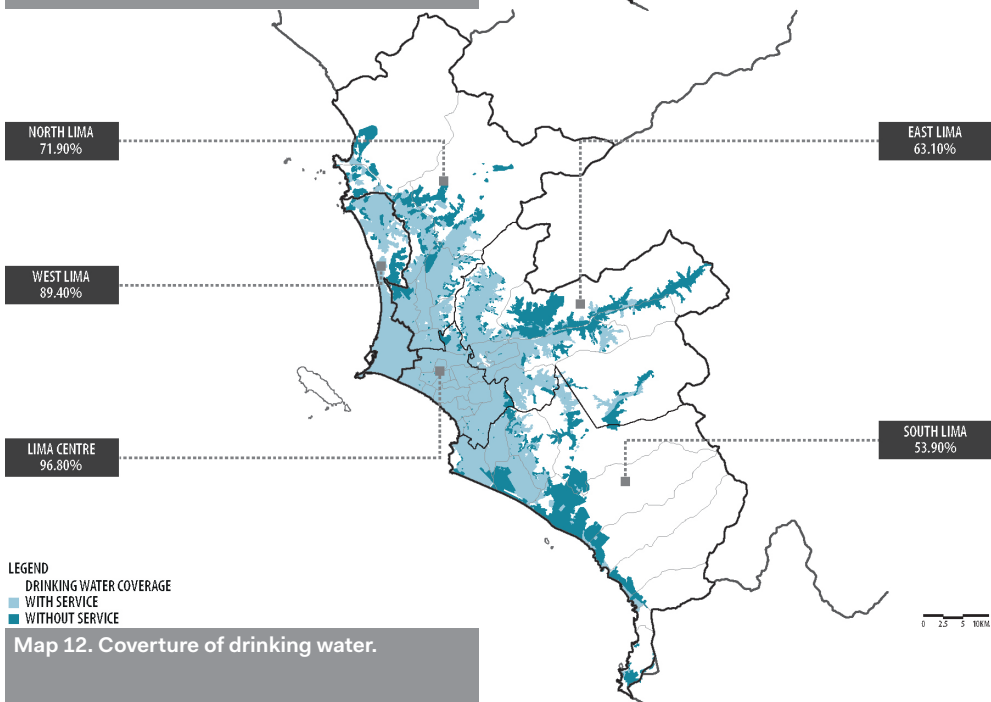 NORTH LIMA
71.90%
EAST LIMA
63.10%
WEST LIMA
89.40%
LIMA CENTRE
96.80%
SOUTH LIMA
53.90%
LEGEND
DRINKING WATER COVERAGE
WITH SERVICE
WITHOUT SERVICE
0 2.5 5 10KM
Map 12. Coverture of drinking water.